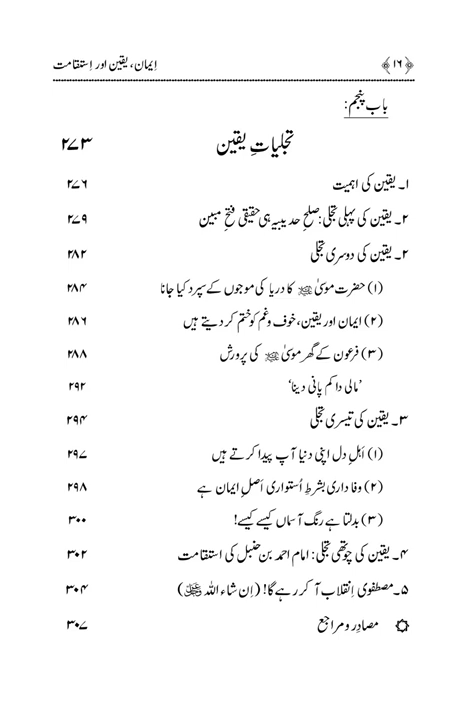 ﴿۱۶﴾ اِیمان، یقین اور اِستقامت
باب پنجم:
تجلیاتِ یقین ۲۷۳
۱۔ یقین کی اہمیت ۲۷۶
۲۔ یقین کی پہلی تجلی: صلحِ حدیبیہ ہی حقیقی فتحِ مبین ۲۷۹
۲۔ یقین کی دوسری تجلی ۲۸۲
(۱) حضرت موسیٰ علیہ السلام کا دریا کی موجوں کے سپرد کیا جانا ۲۸۴
(۲) ایمان اور یقین، خوف و غم کو ختم کر دیتے ہیں ۲۸۶
(۳) فرعون کے گھر موسیٰ علیہ السلام کی پرورش ۲۸۸
’مالی دا کم پانی دینا‘ ۲۹۲
۳۔ یقین کی تیسری تجلی ۲۹۴
(۱) اَہلِ دل اپنی دنیا آپ پیدا کرتے ہیں ۲۹۷
(۲) وفاداری بشرطِ اُستواری اَصلِ ایمان ہے ۲۹۸
(۳) بدلتا ہے رنگ آسماں کیسے کیسے! ۳۰۰
۴۔ یقین کی چوتھی تجلی: امام احمد بن حنبل کی استقامت ۳۰۲
۵۔ مصطفوی اِنقلاب آ کر رہے گا! (اِن شاء اللہ ﷻ) ۳۰۴
۞ مصادِر و مراجع ۳۰۷